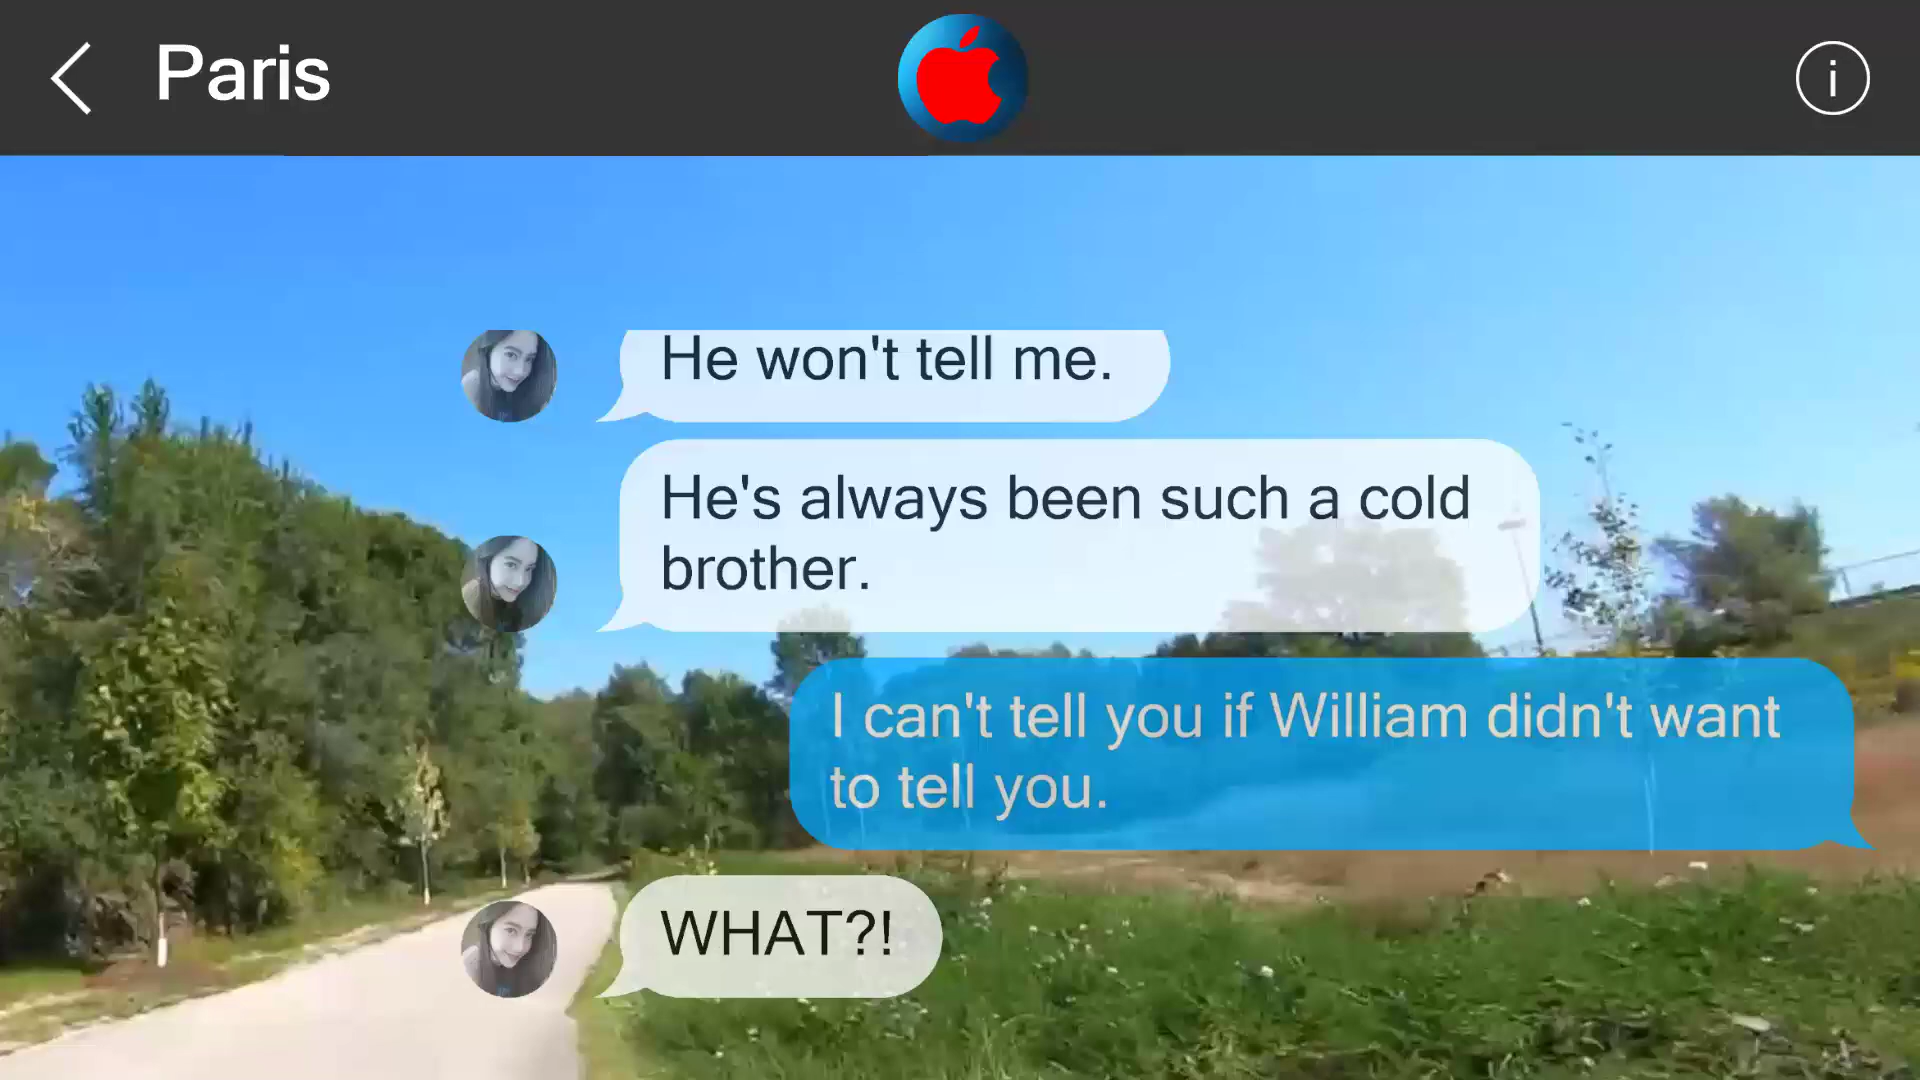 Paris
i
He won't tell me.
He's always been such a cold
brother.
I can't tell you if William didn't want
to tell you.
WHAT?!